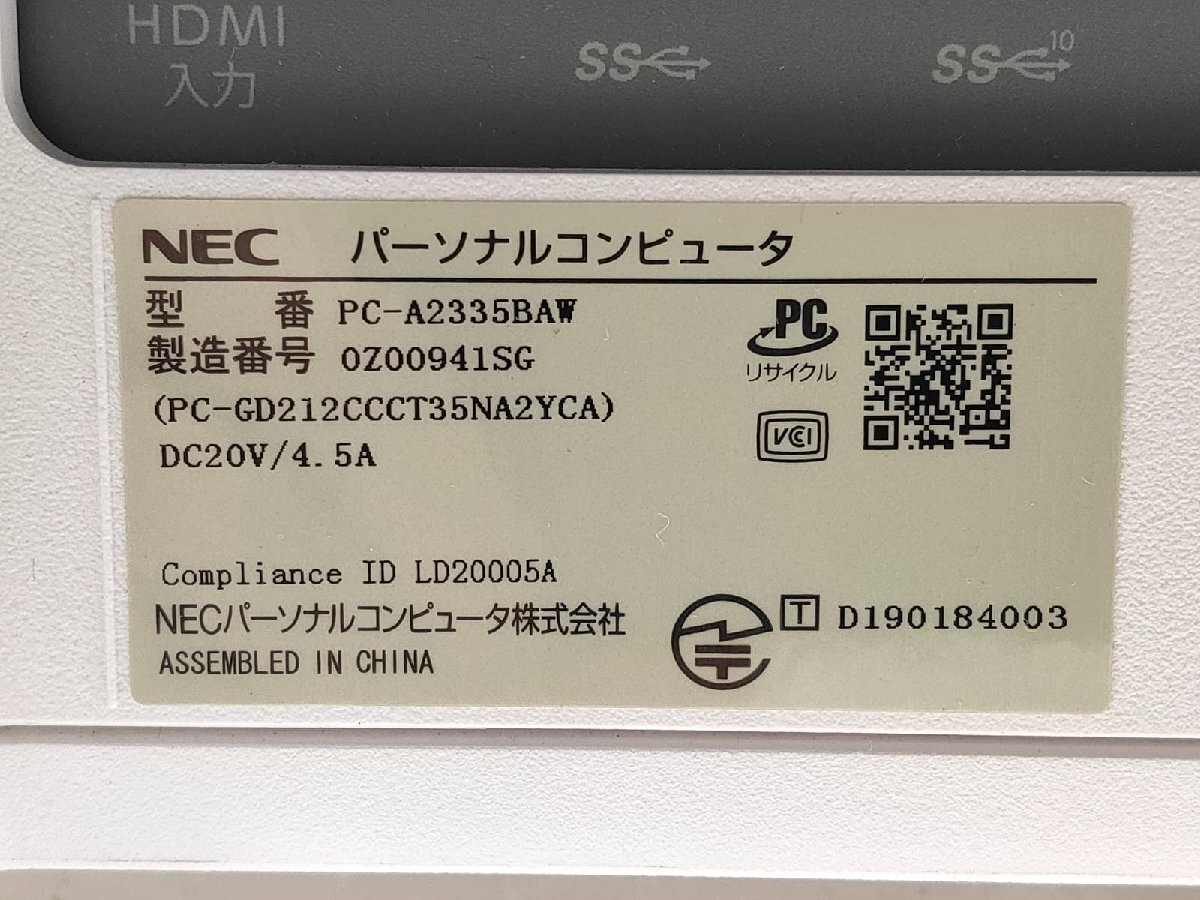 HDMI
入力
SS
SS 10
NEC パーソナルコンピュータ
型 番 PC-A2335BAW
製造番号 0Z00941SG
(PC-GD212CCCT35NA2YCA)
DC20V/4.5A
PC
リサイクル
VCCI
Compliance ID LD20005A
NECパーソナルコンピュータ株式会社
ASSEMBLED IN CHINA
T D190184003